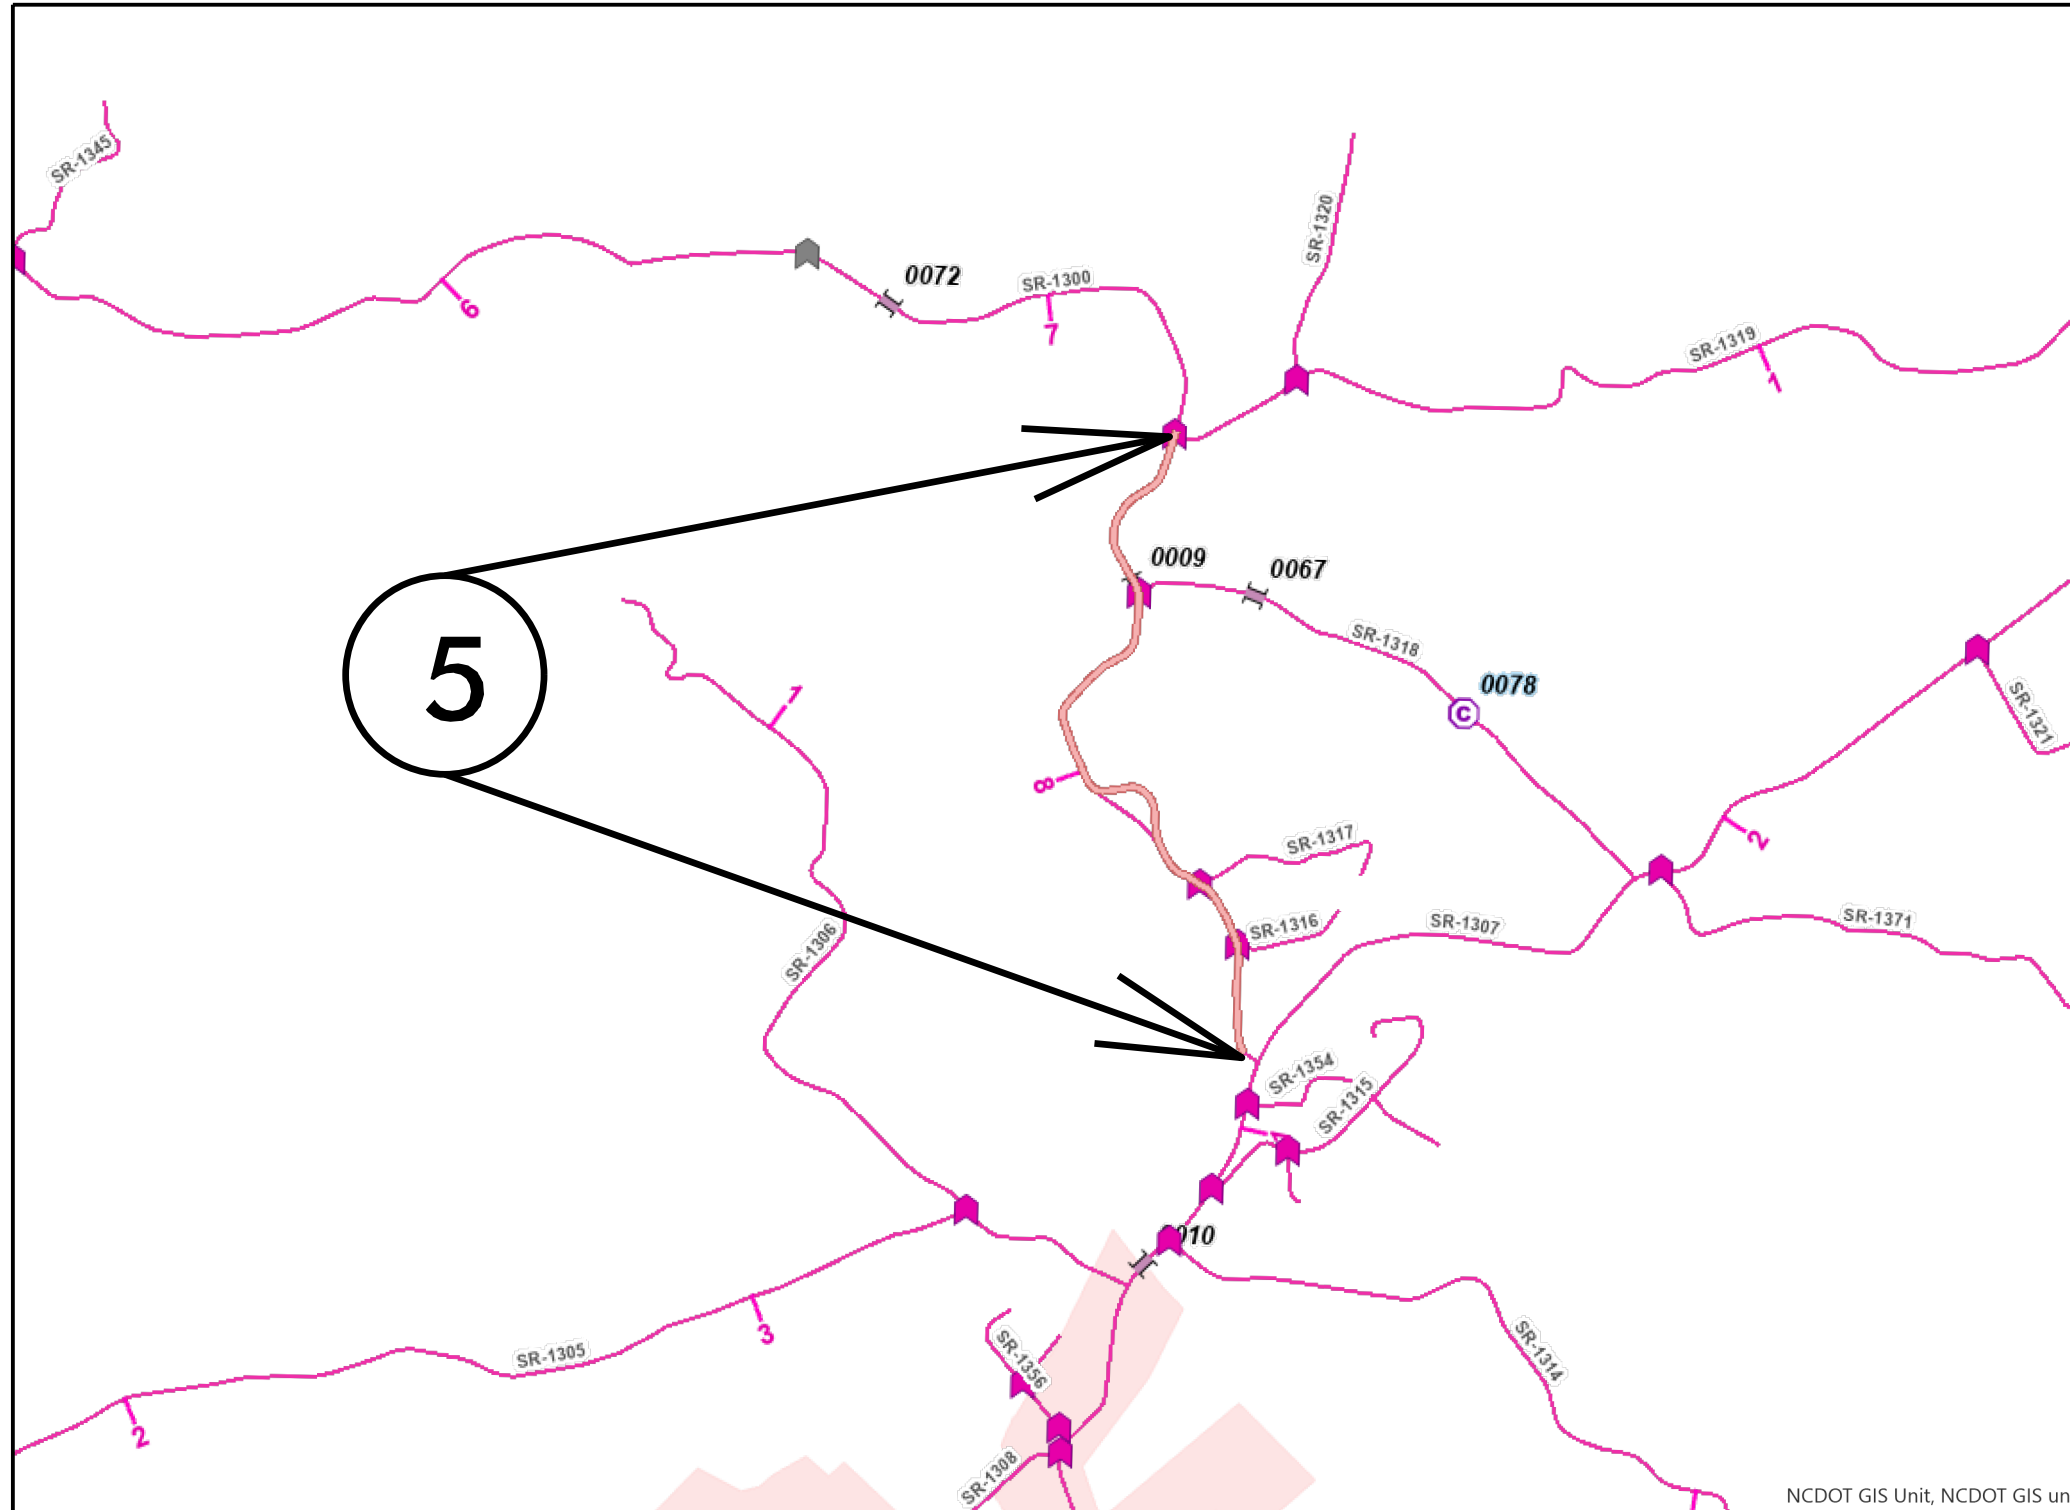 SR-1345
SR-1320
0072
SR-1300
6
7
SR-1319
1
0009
0067
SR-1318
5
0078
1
SR-1321
8
SR-1317
2
SR-1316
SR-1307
SR-1371
SR-1306
SR-1354
SR-1315
010
3
SR-1305
SR-1356
SR-1314
2
SR-1308
NCDOT GIS Unit, NCDOT GIS un